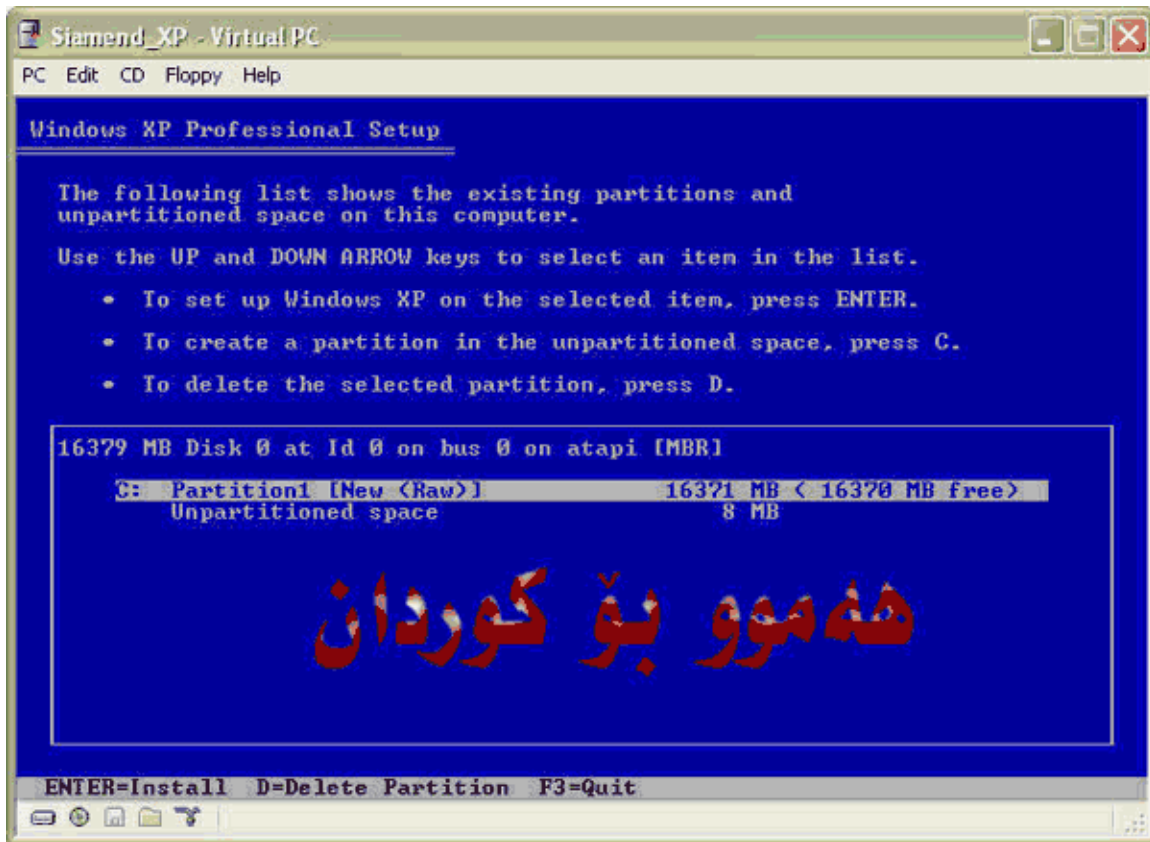 Siamend_XP - Virtual PC
PC Edit CD Floppy Help
Windows XP Professional Setup
The following list shows the existing partitions and
unpartitioned space on this computer.
Use the UP and DOWN ARROW keys to select an item in the list.
• To set up Windows XP on the selected item, press ENTER.
• To create a partition in the unpartitioned space, press C.
• To delete the selected partition, press D.
16379 MB Disk 0 at Id 0 on bus 0 on atapi [MBR]
C: Partition1 [New (Raw)] 16371 MB ( 16370 MB free)
Unpartitioned space 8 MB
هەموو بۆ کوردان
ENTER=Install D=Delete Partition F3=Quit